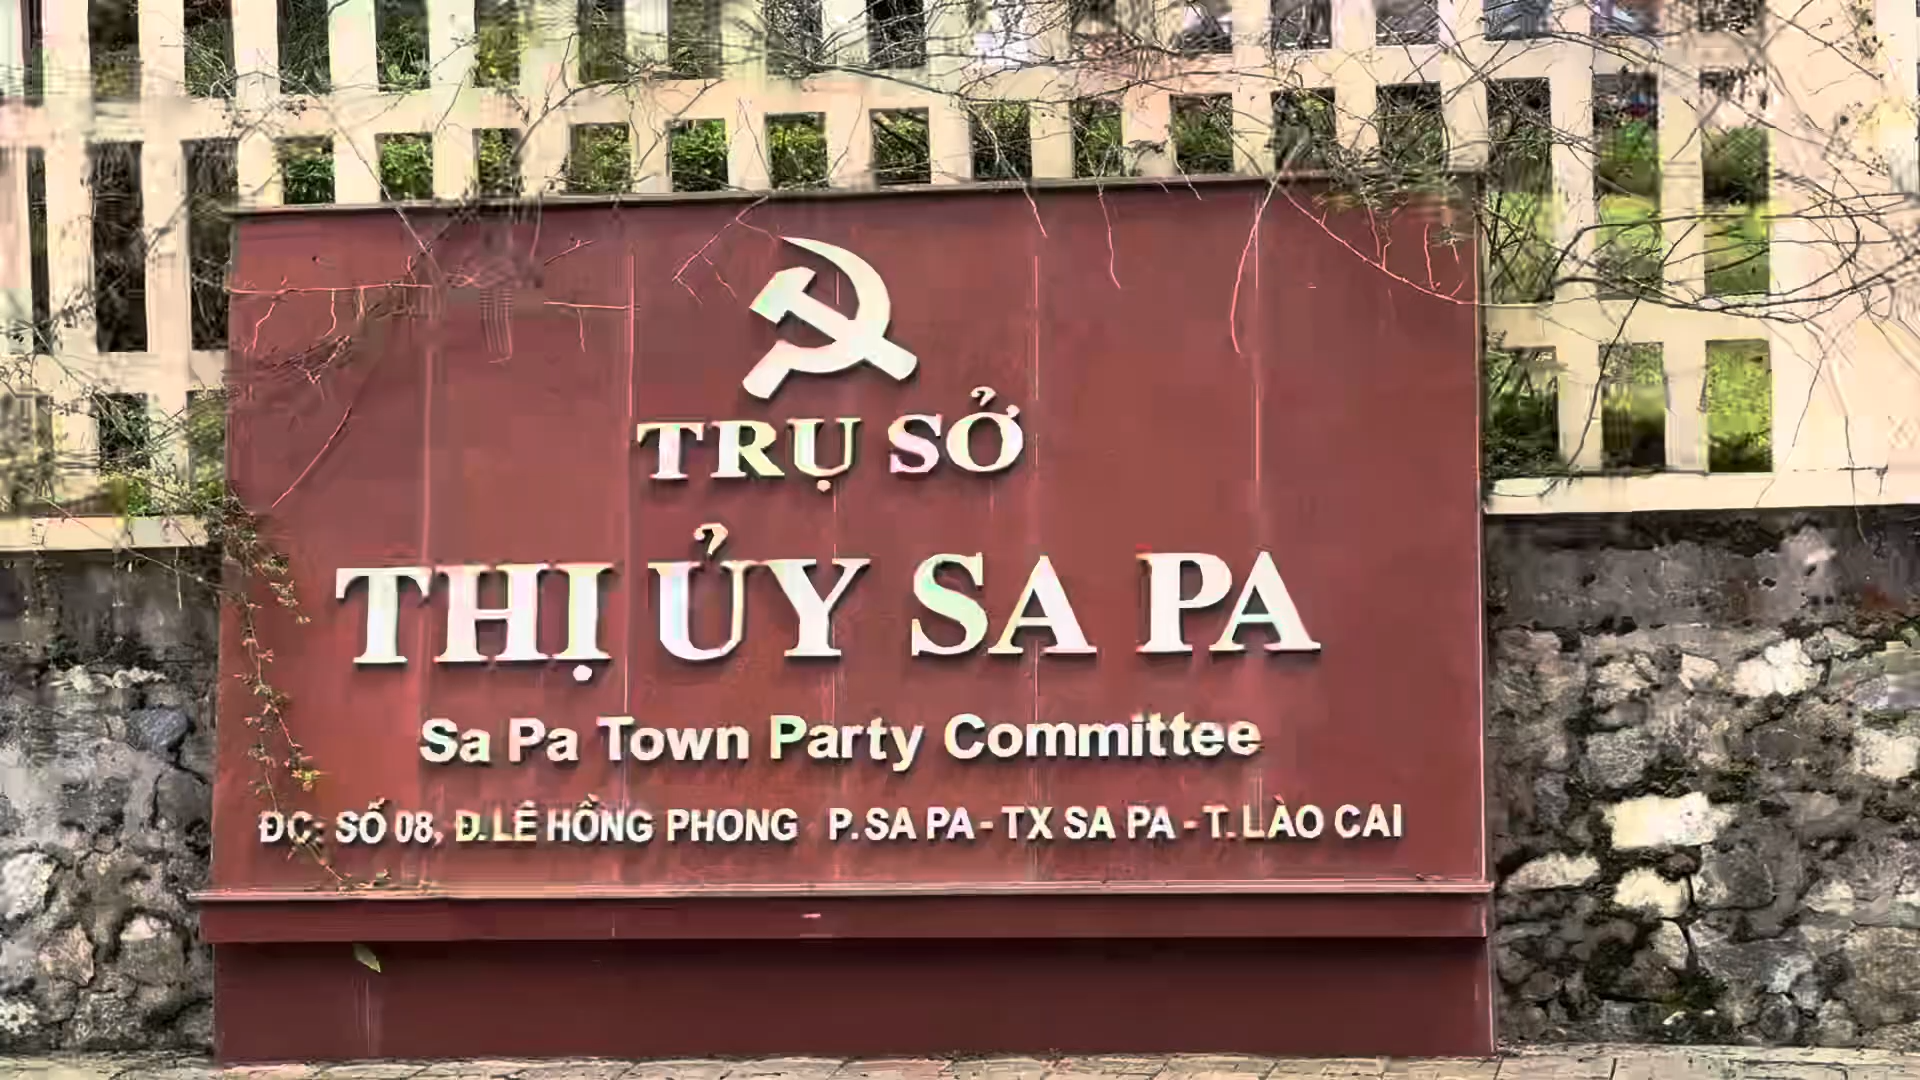 TRỤ SỞ
THỊ ỦY SA PA
Sa Pa Town Party Committee
ĐC: SỐ 08, Đ.LÊ HỒNG PHONG P.SA PA - TX SA PA - T.LÀO CAI